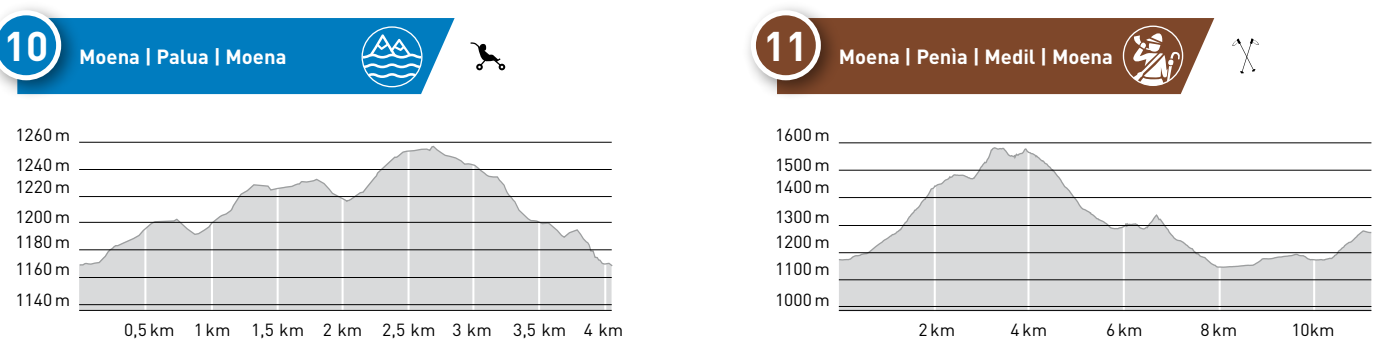 10
Moena | Palua | Moena
1260 m
1240 m
1220 m
1200 m
1180 m
1160 m
1140 m
0,5 km 1 km 1,5 km 2 km 2,5 km 3 km 3,5 km 4 km
11
Moena | Penìa | Medil | Moena
1600 m
1500 m
1400 m
1300 m
1200 m
1100 m
1000 m
2 km 4 km 6 km 8 km 10km